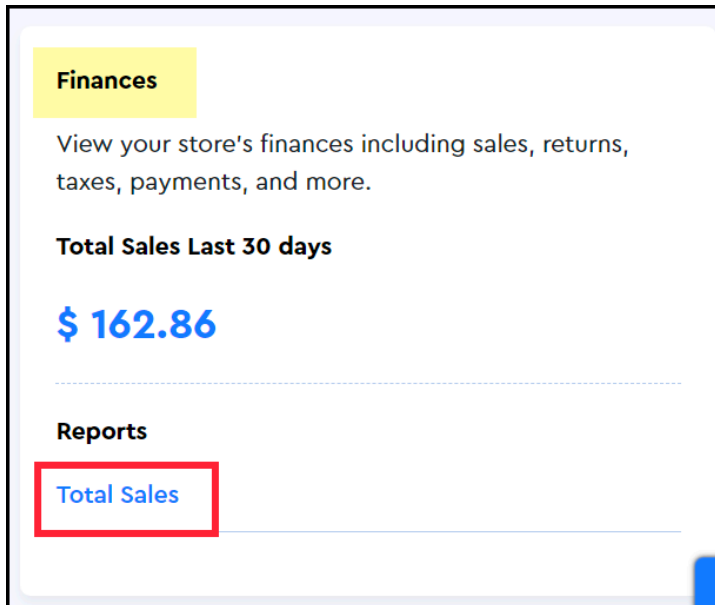 Finances
View your store's finances including sales, returns,
taxes, payments, and more.
Total Sales Last 30 days
$ 162.86
Reports
Total Sales